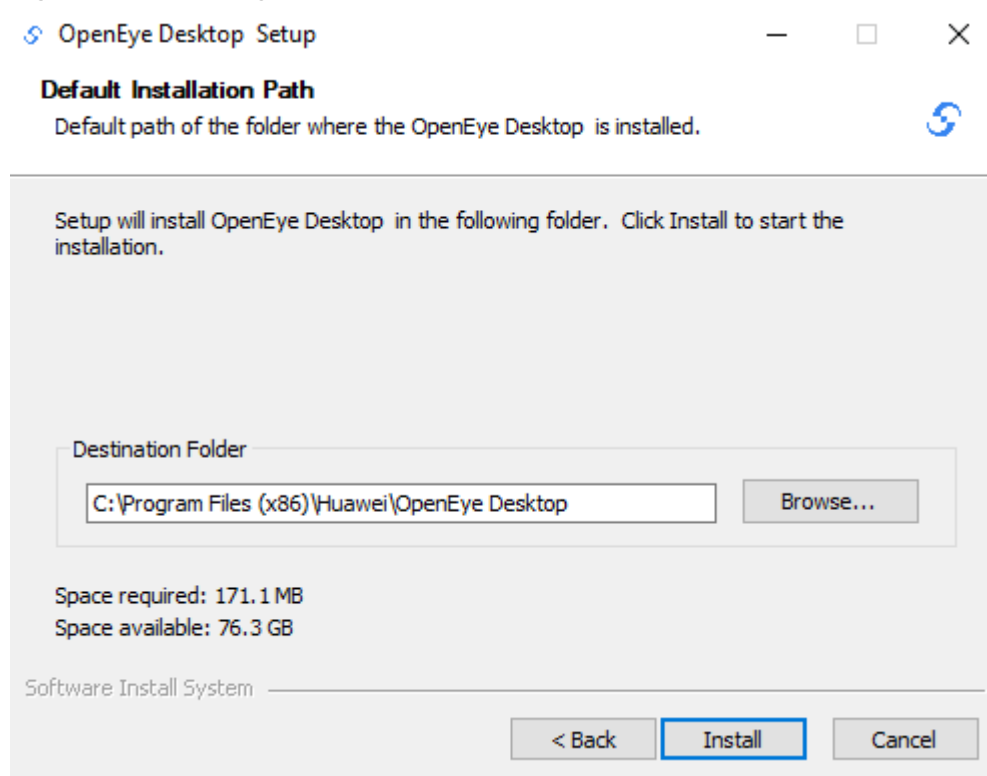 OpenEye Desktop Setup
Default Installation Path
Default path of the folder where the OpenEye Desktop is installed.
Setup will install OpenEye Desktop in the following folder. Click Install to start the
installation.
Destination Folder
C:\Program Files (x86)\Huawei\OpenEye Desktop
Browse...
Space required: 171.1 MB
Space available: 76.3 GB
Software Install System
< Back
Install
Cancel